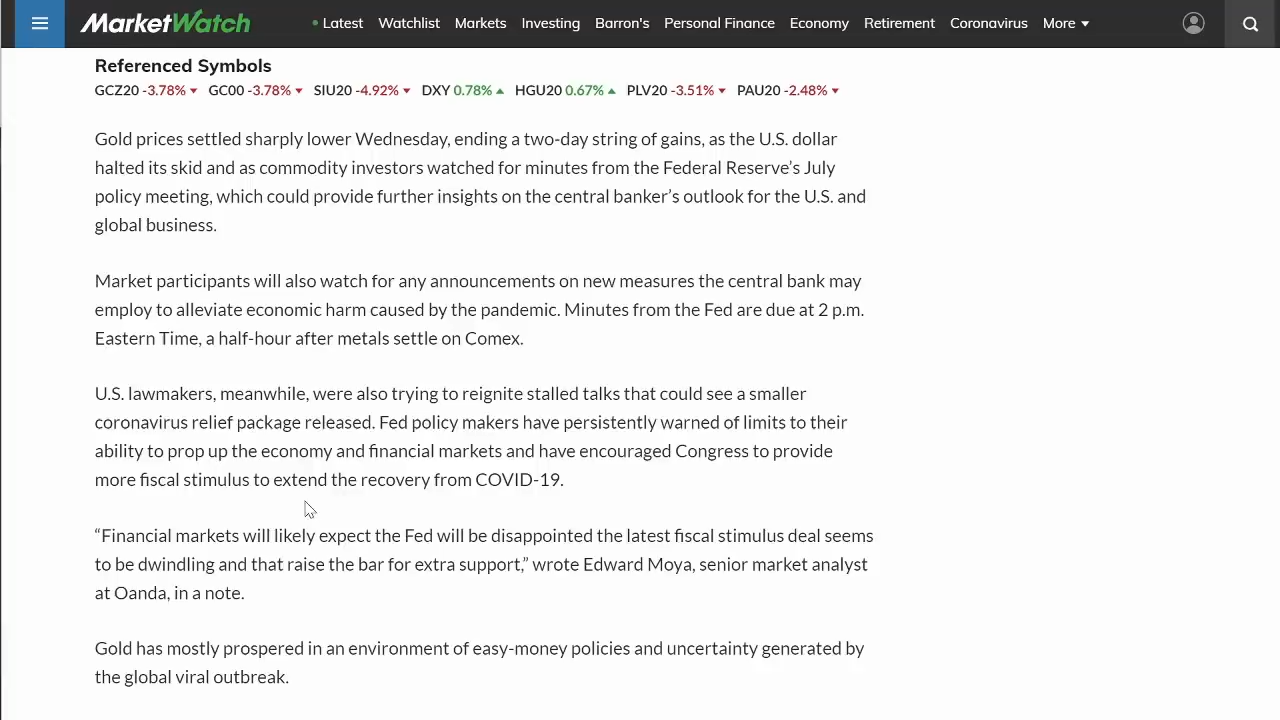 MarketWatch
Latest Watchlist Markets Investing Barron's Personal Finance Economy Retirement Coronavirus More
Referenced Symbols
GCZ20 -3.78% GC00 -3.78% SIU20 -4.92% DXY 0.78% HGU20 0.67% PLV20 -3.51% PAU20 -2.48%
Gold prices settled sharply lower Wednesday, ending a two-day string of gains, as the U.S. dollar
halted its skid and as commodity investors watched for minutes from the Federal Reserve’s July
policy meeting, which could provide further insights on the central banker’s outlook for the U.S. and
global business.
Market participants will also watch for any announcements on new measures the central bank may
employ to alleviate economic harm caused by the pandemic. Minutes from the Fed are due at 2 p.m.
Eastern Time, a half-hour after metals settle on Comex.
U.S. lawmakers, meanwhile, were also trying to reignite stalled talks that could see a smaller
coronavirus relief package released. Fed policy makers have persistently warned of limits to their
ability to prop up the economy and financial markets and have encouraged Congress to provide
more fiscal stimulus to extend the recovery from COVID-19.
“Financial markets will likely expect the Fed will be disappointed the latest fiscal stimulus deal seems
to be dwindling and that raise the bar for extra support,” wrote Edward Moya, senior market analyst
at Oanda, in a note.
Gold has mostly prospered in an environment of easy-money policies and uncertainty generated by
the global viral outbreak.